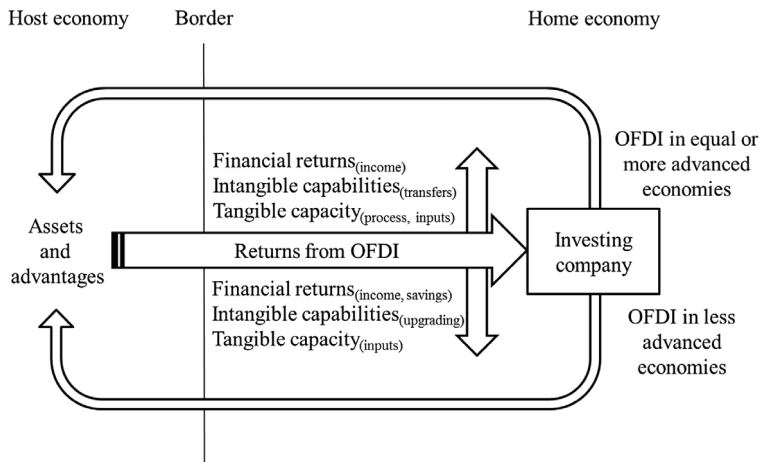 Host economy
Border
Home economy
OFDI in equal or
more advanced
economies
Financial returns(income)
Intangible capabilities(transfers)
Tangible capacity(process, inputs)
Assets
and
advantages
Returns from OFDI
Investing
company
Financial returns(income, savings)
Intangible capabilities(upgrading)
Tangible capacity(inputs)
OFDI in less
advanced
economies